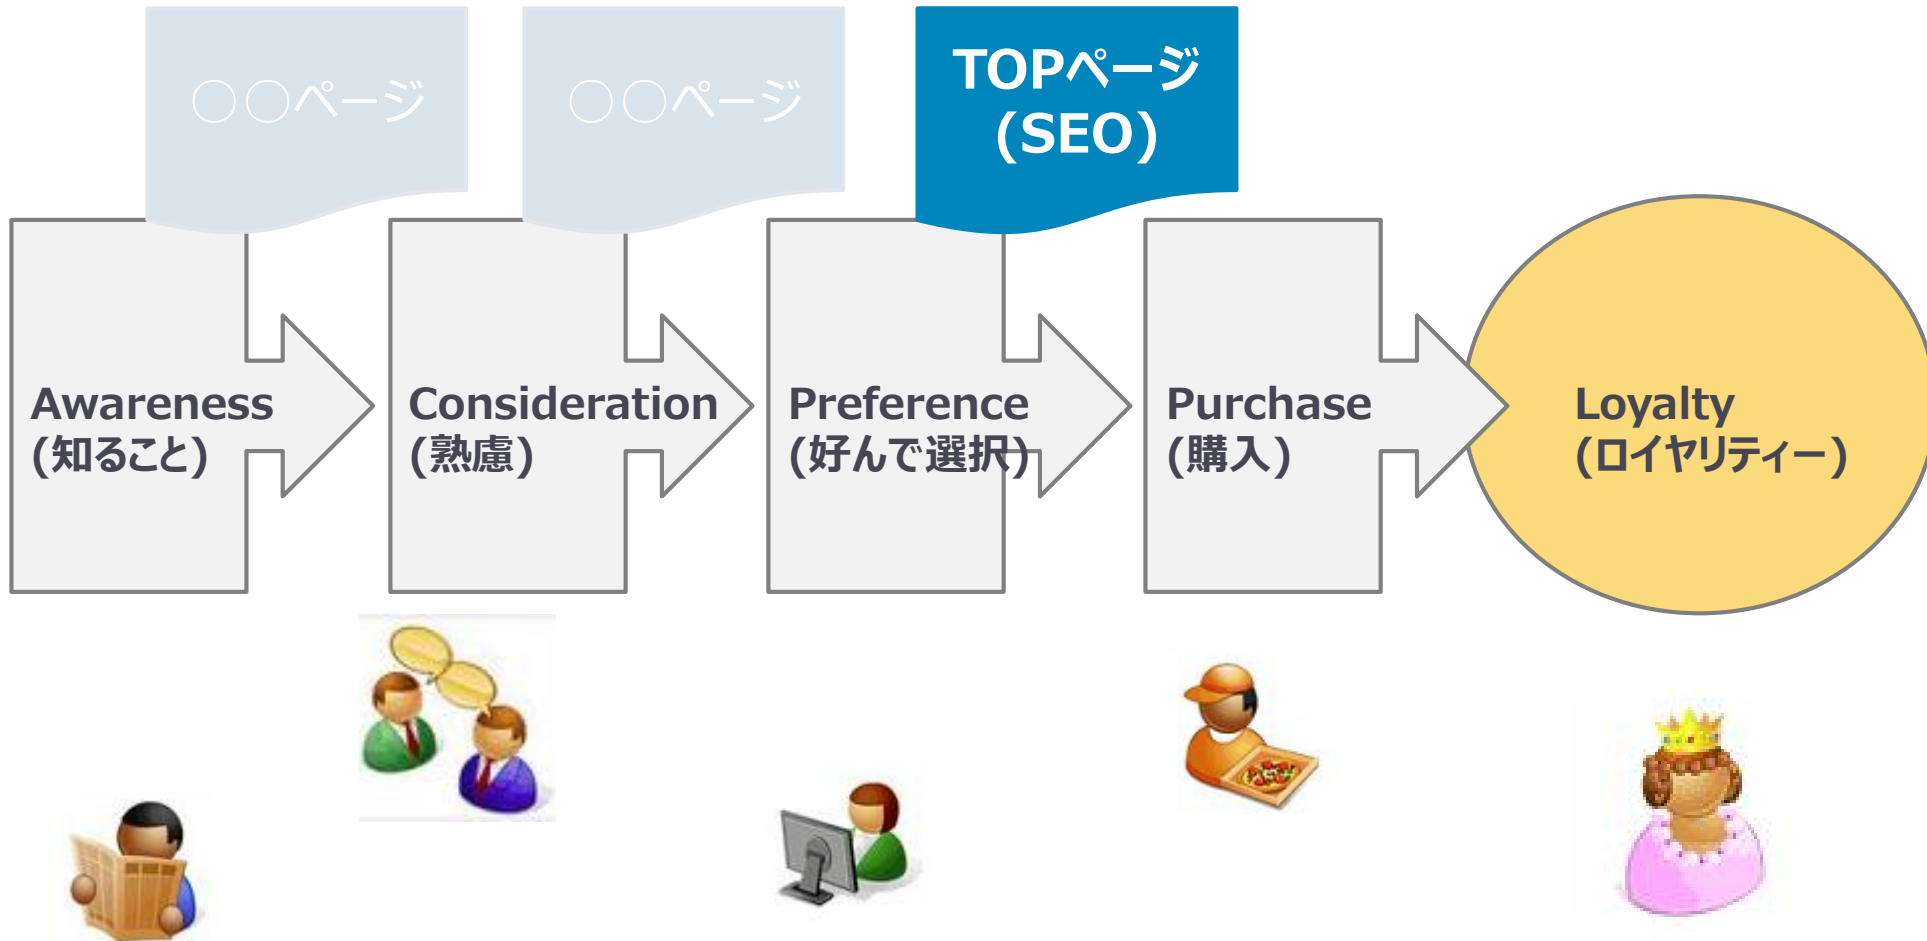 ○○ページ
○○ページ
TOPページ
(SEO)
Awareness
(知ること)
Consideration
(熟慮)
Preference
(好んで選択)
Purchase
(購入)
Loyalty
(ロイヤリティー)